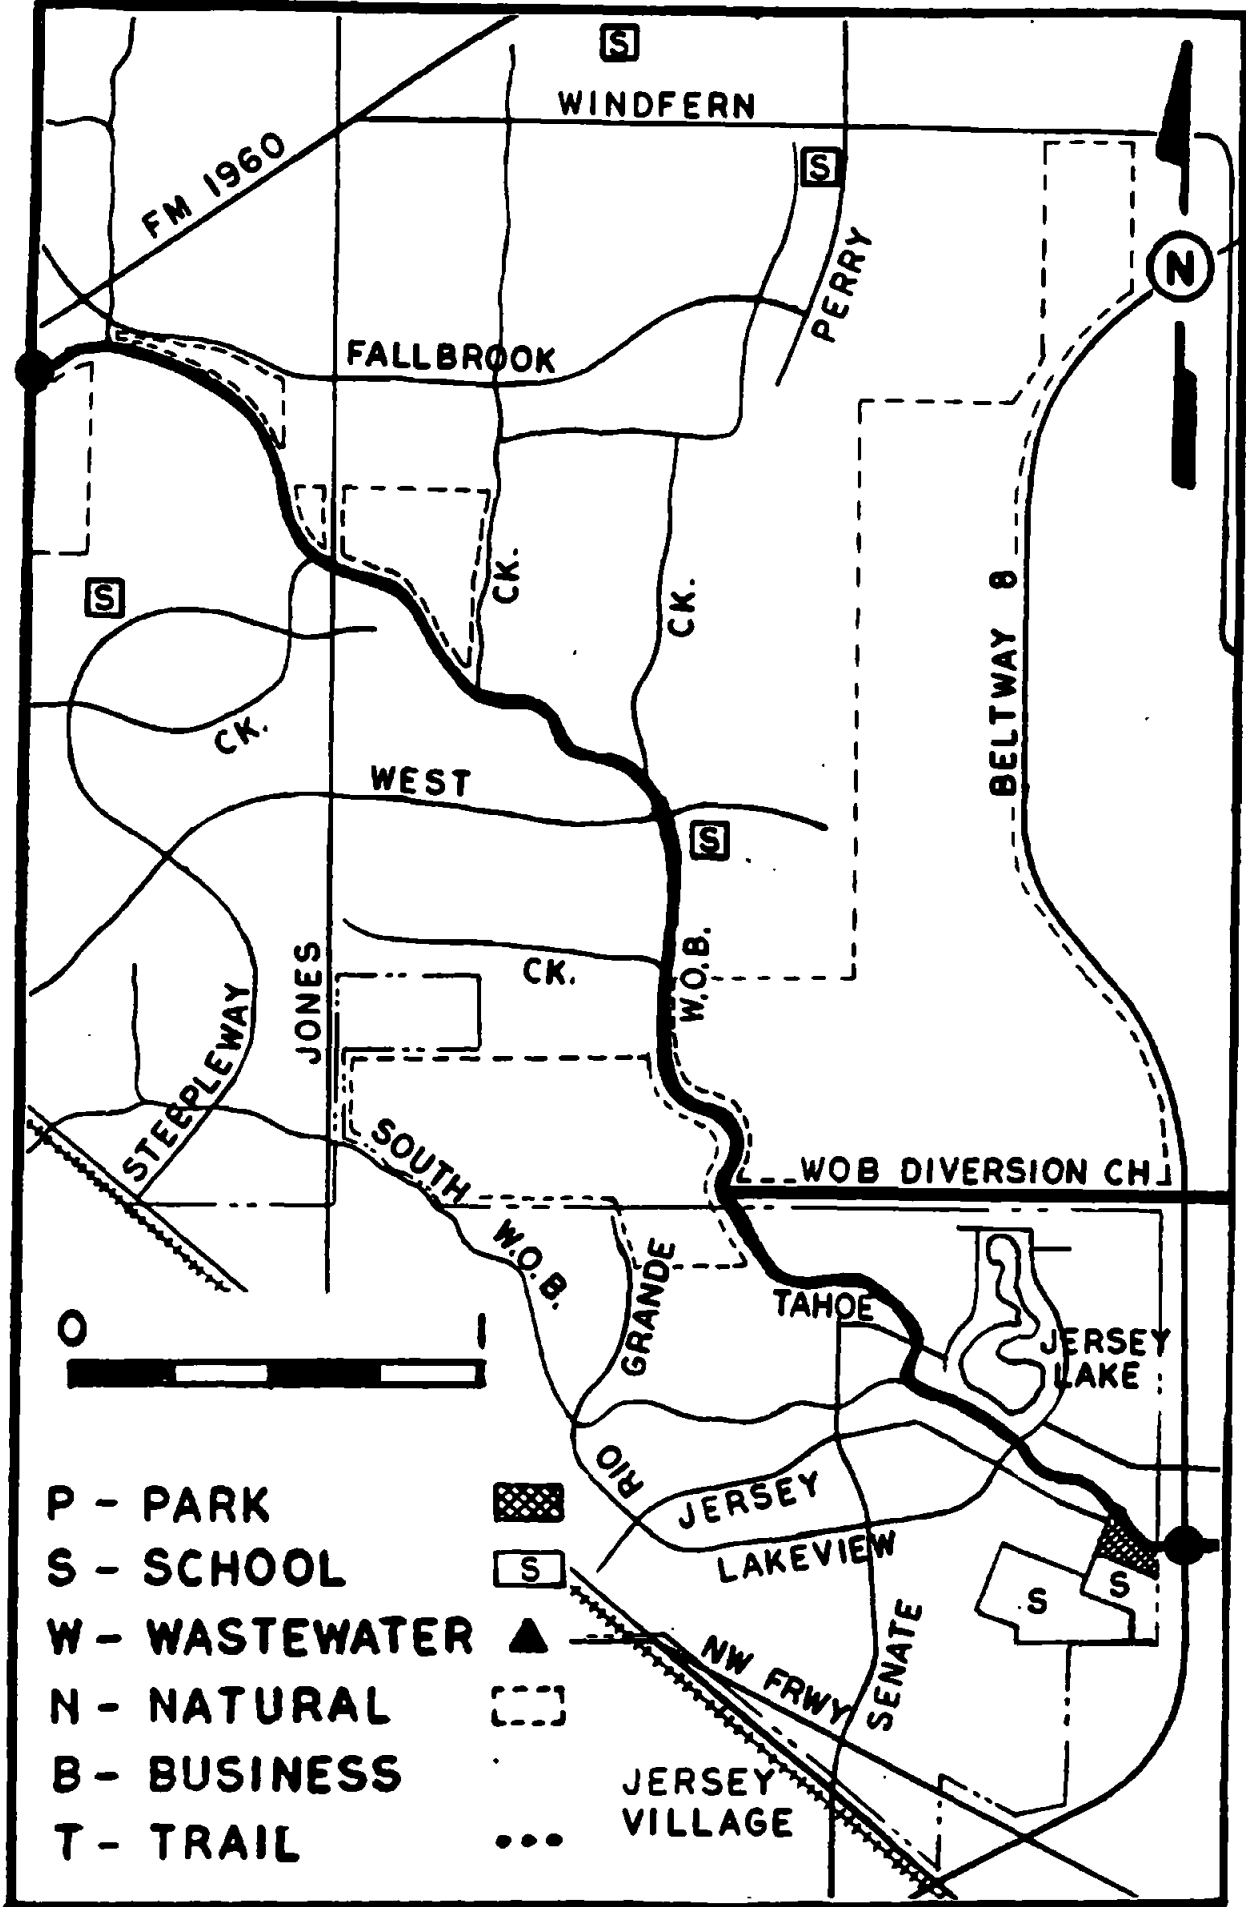 S
WINDFERN
FM 1960
S
PERRY
N
FALLBROOK
CK.
S
CK.
BELTWAY 8
CK.
WEST
S
JONES
CK.
W.O.B.
STEEPLEWAY
SOUTH
W.O.B.
WOB DIVERSION CH
GRANDE
TAHOE
0 1
JERSEY
LAKE
RIO
JERSEY
LAKEVIEW
S
S
SENATE
NW FRWY
P - PARK
S - SCHOOL S
W - WASTEWATER
N - NATURAL
B - BUSINESS
T - TRAIL
JERSEY
VILLAGE